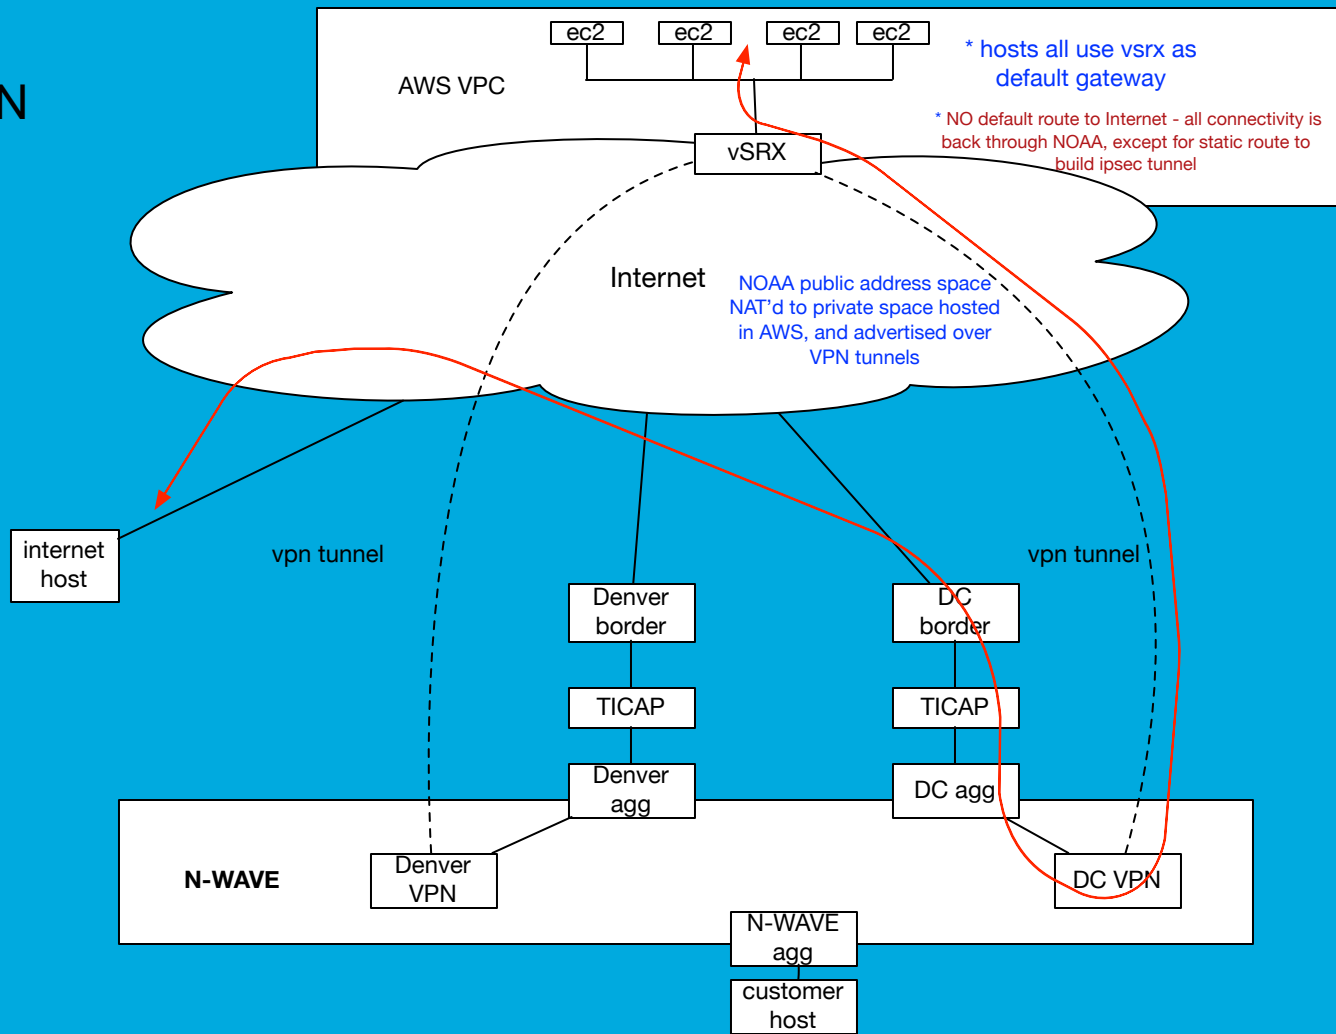 N
ec2
ec2
ec2
ec2
AWS VPC
* hosts all use vsrx as
default gateway
* NO default route to Internet - all connectivity is
back through NOAA, except for static route to
build ipsec tunnel
vSRX
Internet
NOAA public address space
NAT’d to private space hosted
in AWS, and advertised over
VPN tunnels
internet
host
vpn tunnel
vpn tunnel
Denver
border
DC
border
TICAP
TICAP
Denver
agg
DC agg
N-WAVE
Denver
VPN
DC VPN
N-WAVE
agg
customer
host